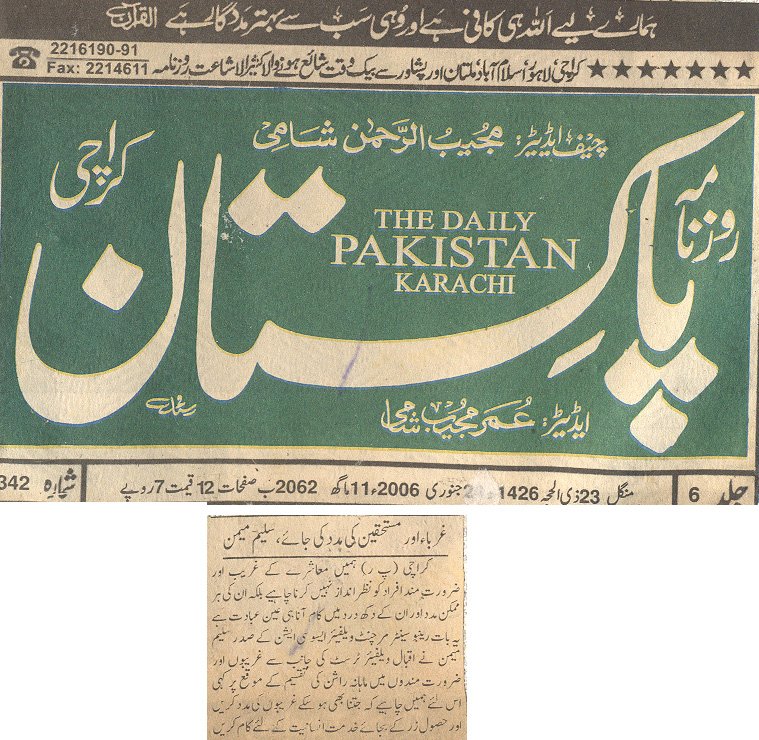 ہمارے لیے اللہ ہی کافی ہے اور وُہی سَب سے بہتر مددگار ہے القرآن
2216190-91
Fax: 2214611
کراچی، لاہور، اسلام آباد، ملتان اور پشاور سے بیک وقت شائع ہونے والا کثیر الاشاعت روزنامہ ★★★★★★★
چیف ایڈیٹر: مجیبُ الرَّحمٰن شامی
روزنامہ
پاکستان
کراچی
THE DAILY
PAKISTAN
KARACHI
ایڈیٹر: عُمَر مجیب شامی
جلد 6
منگل 23 ذی الحجہ 1426ھ 24 جنوری 2006ء 11 ماگھ 2062ب صفحات 12 قیمت 7 روپے
شمارہ 342
غرباء اور مستحقین کی مدد کی جائے، سلیم میمن
کراچی (پ ر) ہمیں معاشرے کے غریب اور
ضرورت مند افراد کو نظر انداز نہیں کرنا چاہیے بلکہ ان کی ہر
ممکن مدد اور ان کے دکھ درد میں کام آنا ہی عین عبادت ہے
یہ بات رینبو سینٹر مرچنٹ ویلفیئر ایسوسی ایشن کے صدر سلیم
میمن نے اقبال ویلفیئر ٹرسٹ کی جانب سے غریبوں اور
ضرورت مندوں میں ماہانہ راشن کی تقسیم کے موقع پر کہی
اس لئے ہمیں چاہیے کہ جتنا بھی ہو سکے غریبوں کی مدد کریں
اور حصول زر کے بجائے خدمت انسانیت کے لئے کام کریں